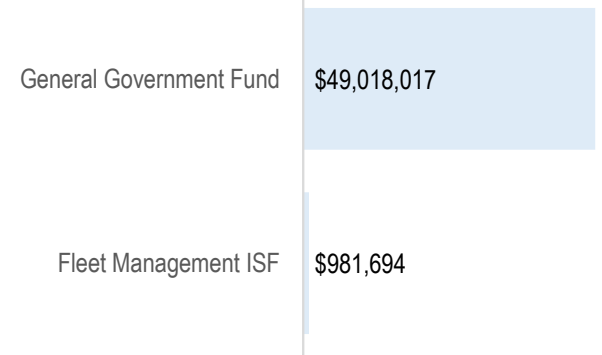 General Government Fund $49,018,017
Fleet Management ISF $981,694